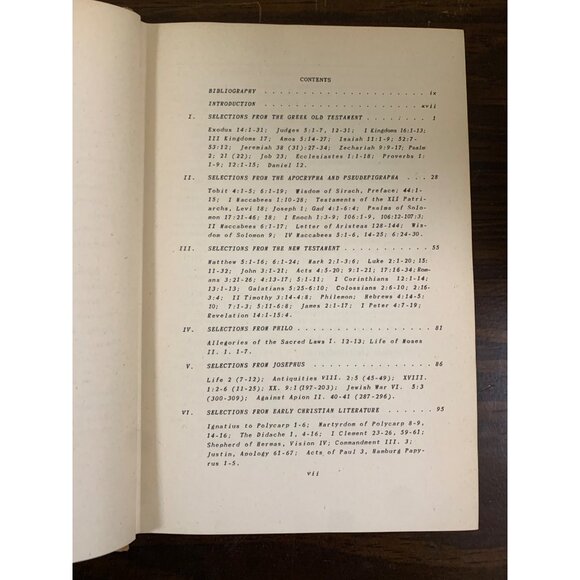 CONTENTS
BIBLIOGRAPHY . . . . . . . . . . . . . . . . . . . . . . . ix
INTRODUCTION . . . . . . . . . . . . . . . . . . . . . . . xvii
I. SELECTIONS FROM THE GREEK OLD TESTAMENT . . . . . . . . . 1
Exodus 14:1-31; Judges 5:1-7, 12-31; I Kingdoms 16:1-13;
III Kingdoms 17; Amos 5:14-27; Isaiah 11:1-9; 52:7-
53:12; Jeremiah 38 (31):27-34; Zechariah 9:9-17; Psalm
2; 21 (22); Job 23; Ecclesiastes 1:1-18; Proverbs 1:
1-9; 12:1-15; Daniel 12.
II. SELECTIONS FROM THE APOCRYPHA AND PSEUDEPIGRAPHA . . . 28
Tobit 4:1-5; 6:1-19; Wisdom of Sirach, Preface; 44:1-
15; I Maccabees 1:10-28; Testaments of the XII Patri-
archs, Levi 18; Joseph 1; Gad 4:1-6:4; Psalms of Solo-
mon 17:21-46; 18; I Enoch 1:3-9; 106:1-9, 106:12-107:3;
II Maccabees 6:1-17; Letter of Aristeas 128-144; Wis-
dom of Solomon 9; IV Maccabees 5:1-6, 14-25; 6:24-30.
III. SELECTIONS FROM THE NEW TESTAMENT . . . . . . . . . . 55
Matthew 5:1-16; 6:1-24; Mark 2:1-3:6; Luke 2:1-20; 15:
11-32; John 3:1-21; Acts 4:5-20; 9:1-21; 17:16-34; Rom-
ans 3:21-26; 4:13-17; 5:1-11; I Corinthians 12:1-14;
13:1-13; Galatians 5:25-6:10; Colossians 2:6-10; 2:16-
3:4; II Timothy 3:14-4:8; Philemon; Hebrews 4:14-5:
10; 7:1-3; 5:11-6:8; James 2:1-17; I Peter 4:7-19;
Revelation 14:1-15:4.
IV. SELECTIONS FROM PHILO . . . . . . . . . . . . . . . . 81
Allegories of the Sacred Laws I. 12-13; Life of Moses
II. 1. 1-7.
V. SELECTIONS FROM JOSEPHUS . . . . . . . . . . . . . . . 86
Life 2 (7-12); Antiquities VIII. 2:5 (45-49); XVIII.
1:2-6 (11-25); XX. 9:1 (197-203); Jewish War VI. 5:3
(300-309); Against Apion II. 40-41 (287-296).
VI. SELECTIONS FROM EARLY CHRISTIAN LITERATURE . . . . . . 95
Ignatius to Polycarp 1-6; Martyrdom of Polycarp 8-9,
14-16; The Didache 1, 4-16; I Clement 23-26, 59-61;
Shepherd of Hermas, Vision IV; Commandment III. 3;
Justin, Apology 61-67; Acts of Paul 3, Hamburg Papy-
rus 1-5.
vii